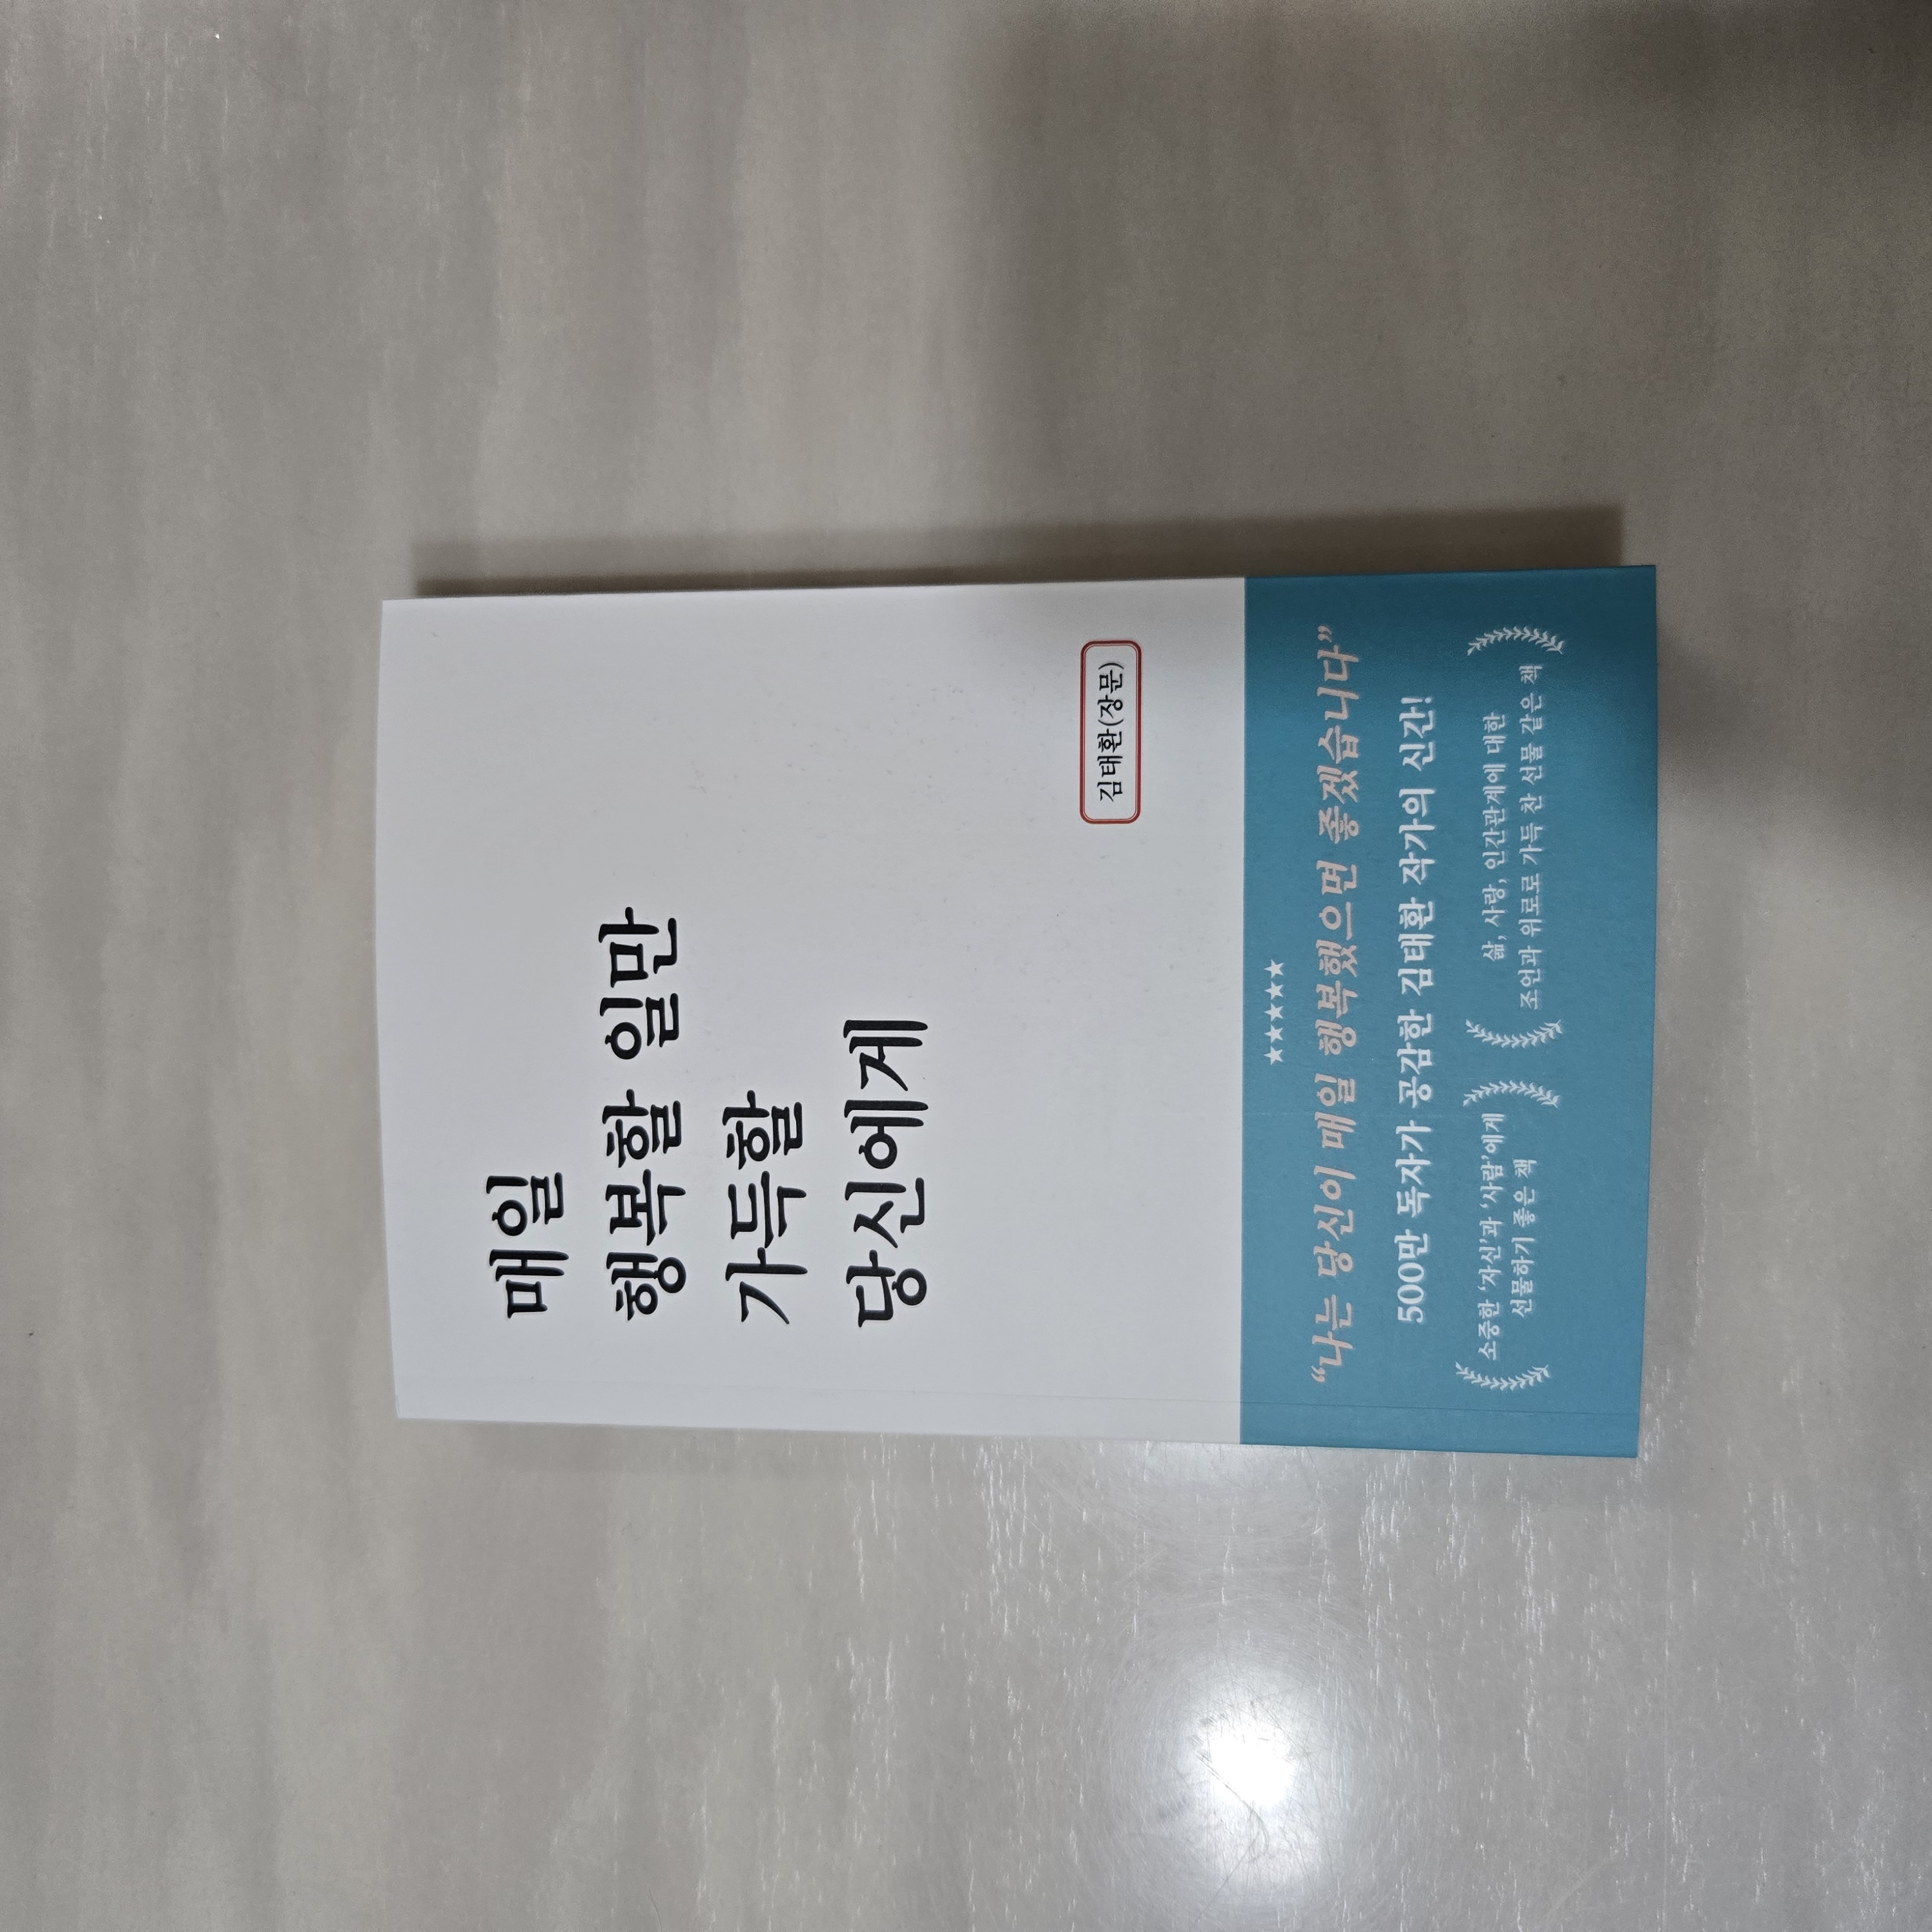 매일
행복할 일만
가득할
당신에게
김태환(장문)
★★★★★
“나는 당신이 매일 행복했으면 좋겠습니다”
500만 독자가 공감한 김태환 작가의 신간!
소중한 ‘자신’과 ‘사람’에게
선물하기 좋은 책
삶, 사랑, 인간관계에 대한
조언과 위로로 가득 찬 선물 같은 책